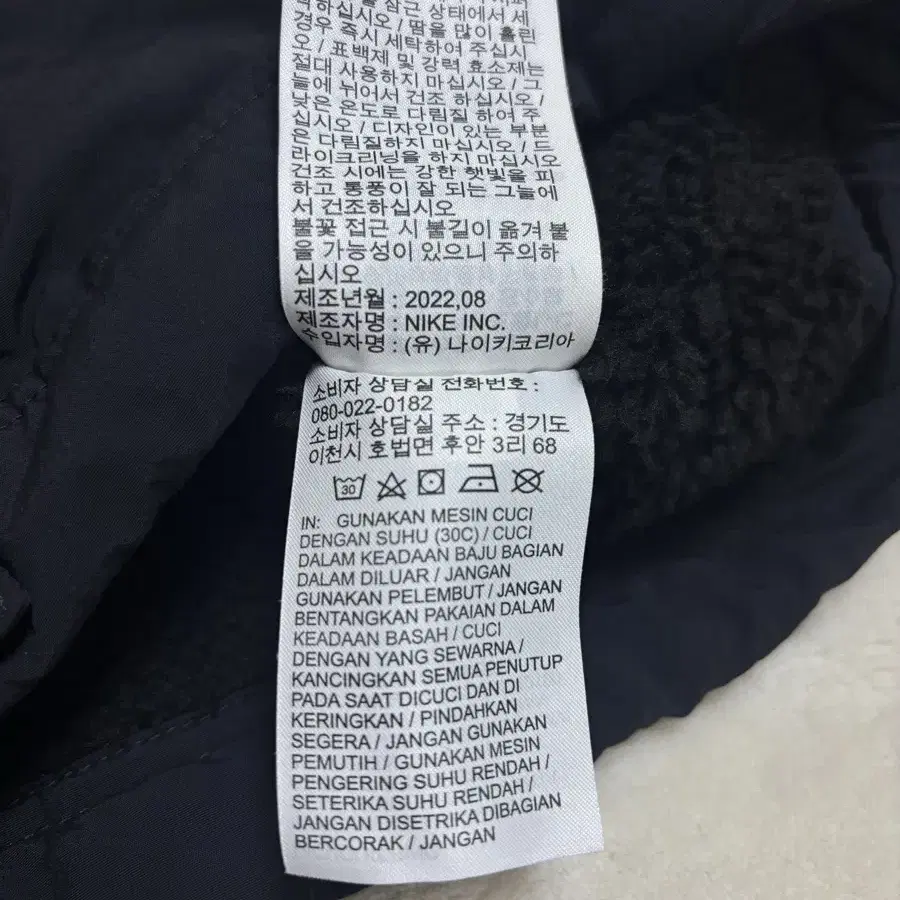 하십시오 / 땀을 많이 흘린
경우 즉시 세탁하여 주십시
오 / 표백제 및 강력 효소제는
절대 사용하지 마십시오 / 그
늘에 뉘어서 건조 하십시오 /
낮은 온도로 다림질 하여 주
십시오 / 디자인이 있는 부분
은 다림질하지 마십시오 / 드
라이크리닝을 하지 마십시오
건조 시에는 강한 햇빛을 피
하고 통풍이 잘 되는 그늘에
서 건조하십시오
불꽃 접근 시 불길이 옮겨 붙
을 가능성이 있으니 주의하
십시오
제조년월 : 2022,08
제조자명 : NIKE INC.
수입자명 : (유) 나이키코리아
소비자 상담실 전화번호 :
080-022-0182
소비자 상담실 주소 : 경기도
이천시 호법면 후안 3리 68
30
IN: GUNAKAN MESIN CUCI
DENGAN SUHU (30C) / CUCI
DALAM KEADAAN BAJU BAGIAN
DALAM DILUAR / JANGAN
GUNAKAN PELEMBUT / JANGAN
BENTANGKAN PAKAIAN DALAM
KEADAAN BASAH / CUCI
DENGAN YANG SEWARNA /
KANCINGKAN SEMUA PENUTUP
PADA SAAT DICUCI DAN DI
KERINGKAN / PINDAHKAN
SEGERA / JANGAN GUNAKAN
PEMUTIH / GUNAKAN MESIN
PENGERING SUHU RENDAH /
SETERIKA SUHU RENDAH /
JANGAN DISETRIKA DIBAGIAN
BERCORAK / JANGAN